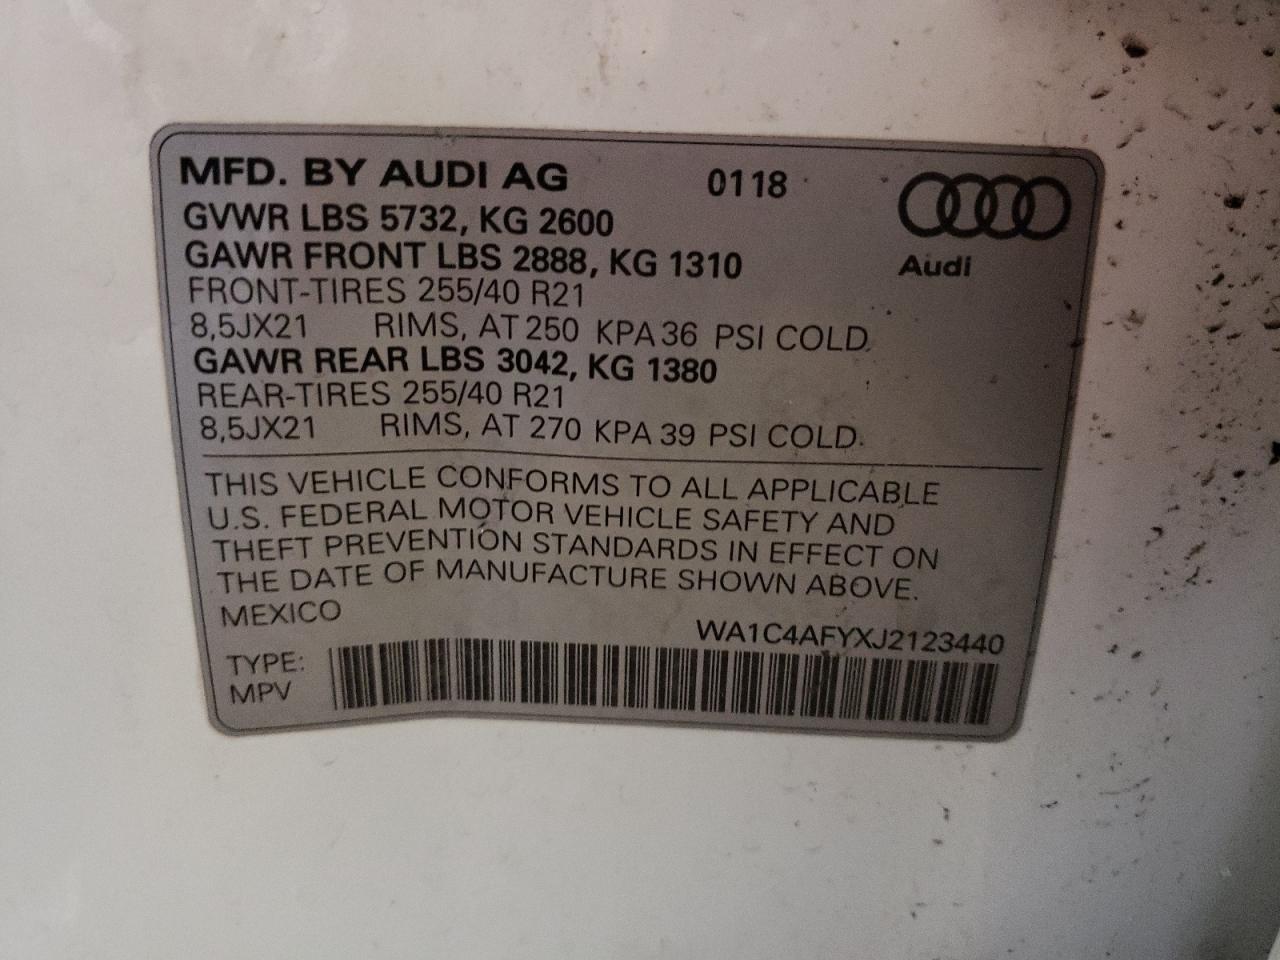 MFD. BY AUDI AG 0118
GVWR LBS 5732, KG 2600
GAWR FRONT LBS 2888, KG 1310
Audi
FRONT-TIRES 255/40 R21
8,5JX21 RIMS, AT 250 KPA 36 PSI COLD.
GAWR REAR LBS 3042, KG 1380
REAR-TIRES 255/40 R21
8,5JX21 RIMS, AT 270 KPA 39 PSI COLD.
THIS VEHICLE CONFORMS TO ALL APPLICABLE
U.S. FEDERAL MOTOR VEHICLE SAFETY AND
THEFT PREVENTION STANDARDS IN EFFECT ON
THE DATE OF MANUFACTURE SHOWN ABOVE.
MEXICO
WA1C4AFYXJ2123440
TYPE:
MPV